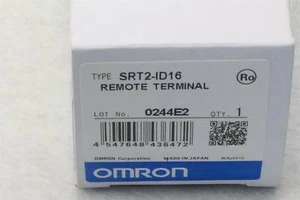 TYPE SRT2-ID16
REMOTE TERMINAL
Ro
LOT No. 0244E2 QTY. 1
4 547648 436472
OMRON Corporation MADE IN JAPAN
OMRON